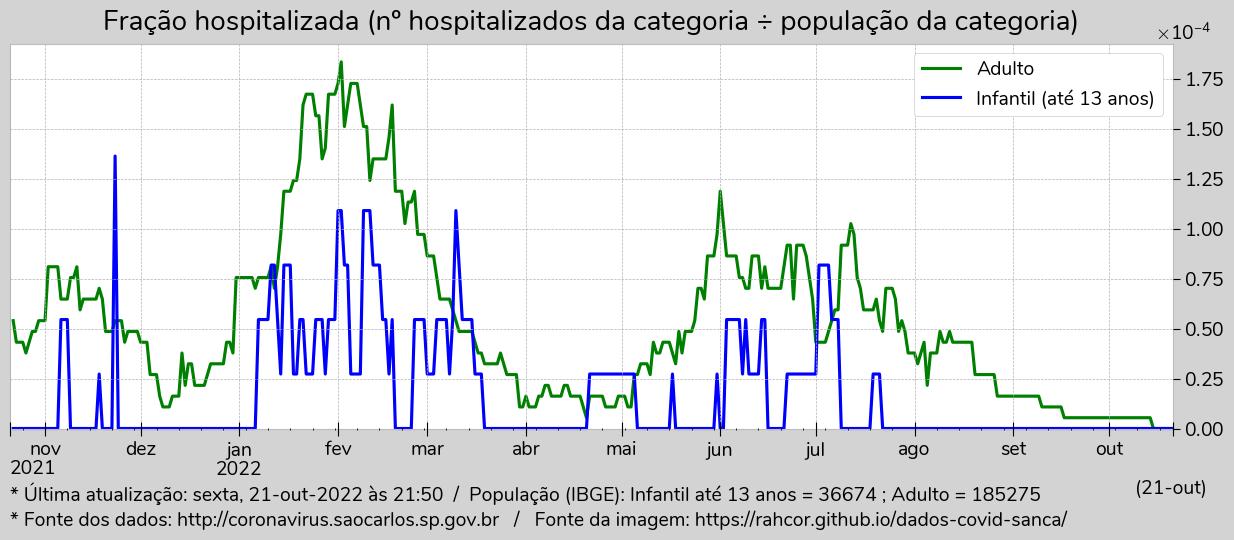 Fração hospitalizada (nº hospitalizados da categoria ÷ população da categoria)
×10⁻⁴
Adulto
Infantil (até 13 anos)
1.75
1.50
1.25
1.00
0.75
0.50
0.25
0.00
nov dez jan fev mar abr mai jun jul ago set out
2021 2022
(21-out)
* Última atualização: sexta, 21-out-2022 às 21:50 / População (IBGE): Infantil até 13 anos = 36674 ; Adulto = 185275
* Fonte dos dados: http://coronavirus.saocarlos.sp.gov.br / Fonte da imagem: https://rahcor.github.io/dados-covid-sanca/